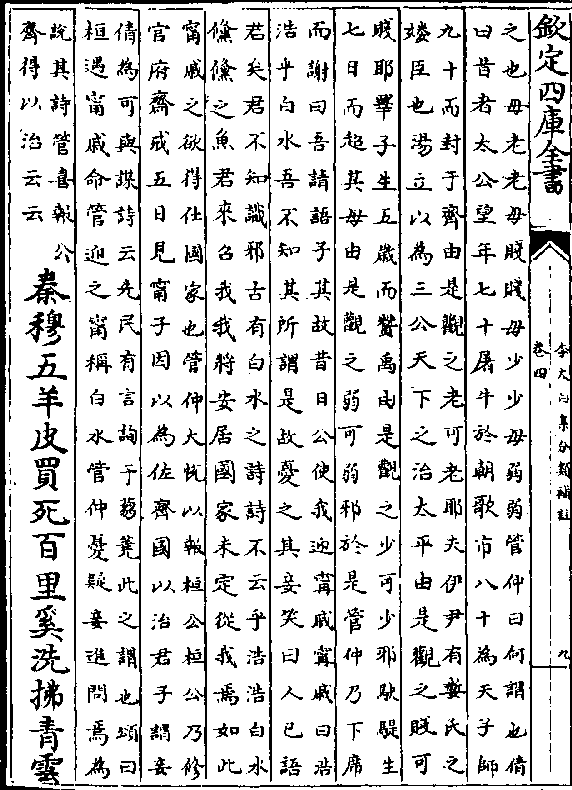 欽定四庫全書
李太白集分類補註
卷四
九
之也毋老老毋賤賤毋少少毋弱弱管仲曰何謂也倩
曰昔者太公望年七十屠牛於朝歌市八十為天子師
九十而封于齊由是觀之老可老耶夫伊尹有㜪氏之
媵臣也湯立以為三公天下之治太平由是觀之賤可
賤耶睪子生五歲而贊禹由是觀之少可少邪駃騠生
七日而超其母由是觀之弱可弱邪於是管仲乃下席
而謝曰吾請語子其故昔日公使我迎甯戚甯戚曰浩
浩乎白水吾不知其所謂是故憂之其妾笑曰人已語
君矣君不知識邪古有白水之詩詩不云乎浩浩白水
儵儵之魚君來召我我將安居國家未定從我焉如此
甯戚之欲得仕國家也管仲大悅以報桓公桓公乃修
官府齋戒五日見甯子因以為佐齊國以治君子謂妾
倩為可與謀詩云先民有言詢于芻蕘此之謂也頌曰
桓遇甯戚命管迎之甯稱白水管仲憂疑妾進問焉為
說其詩管喜報公
齊得以治云云
秦穆五羊皮買死百里奚洗拂青雲